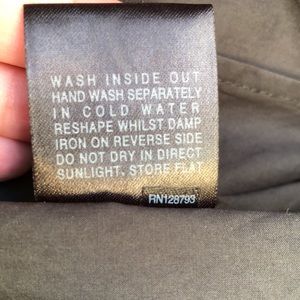 WASH INSIDE OUT
HAND WASH SEPARATELY
IN COLD WATER
RESHAPE WHILST DAMP
IRON ON REVERSE SIDE
DO NOT DRY IN DIRECT
SUNLIGHT. STORE FLAT
RN128793